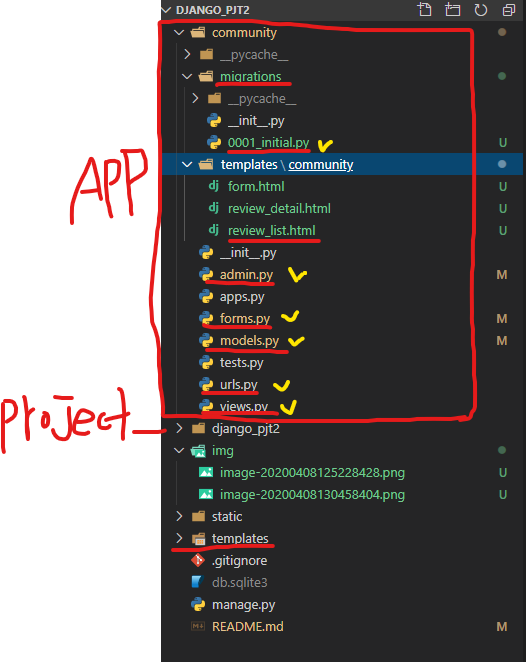 DJANGO_PJT2
community
__pycache__
migrations
__pycache__
__init__.py
0001_initial.py
templates \ community
form.html
review_detail.html U
review_list.html U
__init__.py
admin.py M
apps.py
forms.py M
models.py M
tests.py
urls.py U
views.py U
APP
project
django_pjt2
img
image-20200408125228428.png U
image-20200408130458404.png U
static
templates
.gitignore
db.sqlite3
manage.py
README.md M